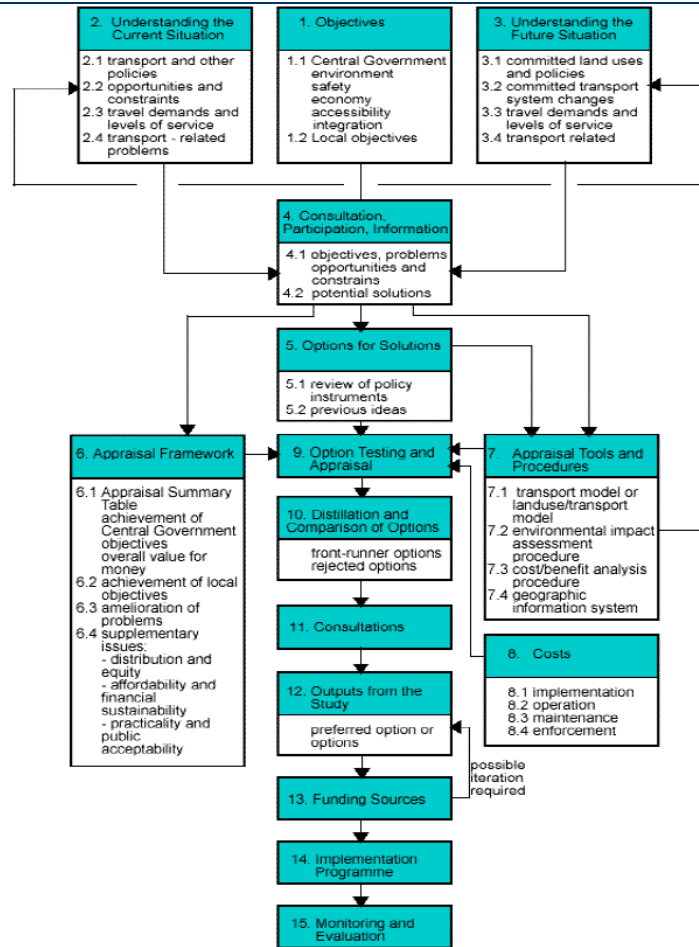 2. Understanding the
Current Situation
2.1 transport and other
policies
2.2 opportunities and
constraints
2.3 travel demands and
levels of service
2.4 transport - related
problems
1. Objectives
1.1 Central Government
environment
safety
economy
accessibility
integration
1.2 Local objectives
3. Understanding the
Future Situation
3.1 committed land uses
and policies
3.2 committed transport
system changes
3.3 travel demands and
levels of service
3.4 transport related
4. Consultation,
Participation, Information
4.1 objectives, problems
opportunities and
constrains
4.2 potential solutions
5. Options for Solutions
5.1 review of policy
instruments
5.2 previous ideas
6. Appraisal Framework
6.1 Appraisal Summary
Table
achievement of
Central Government
objectives
overall value for
money
6.2 achievement of local
objectives
6.3 amelioration of
problems
6.4 supplementary
issues:
- distribution and
equity
- affordability and
financial
sustainability
- practicality and
public
acceptability
9. Option Testing and
Appraisal
7. Appraisal Tools and
Procedures
7.1 transport model or
landuse/transport
model
7.2 environmental impact
assessment
procedure
7.3 cost/benefit analysis
procedure
7.4 geographic
information system
10. Distillation and
Comparison of Options
front-runner options
rejected options
11. Consultations
8. Costs
8.1 implementation
8.2 operation
8.3 maintenance
8.4 enforcement
12. Outputs from the
Study
preferred option or
options
possible
iteration
required
13. Funding Sources
14. Implementation
Programme
15. Monitoring and
Evaluation